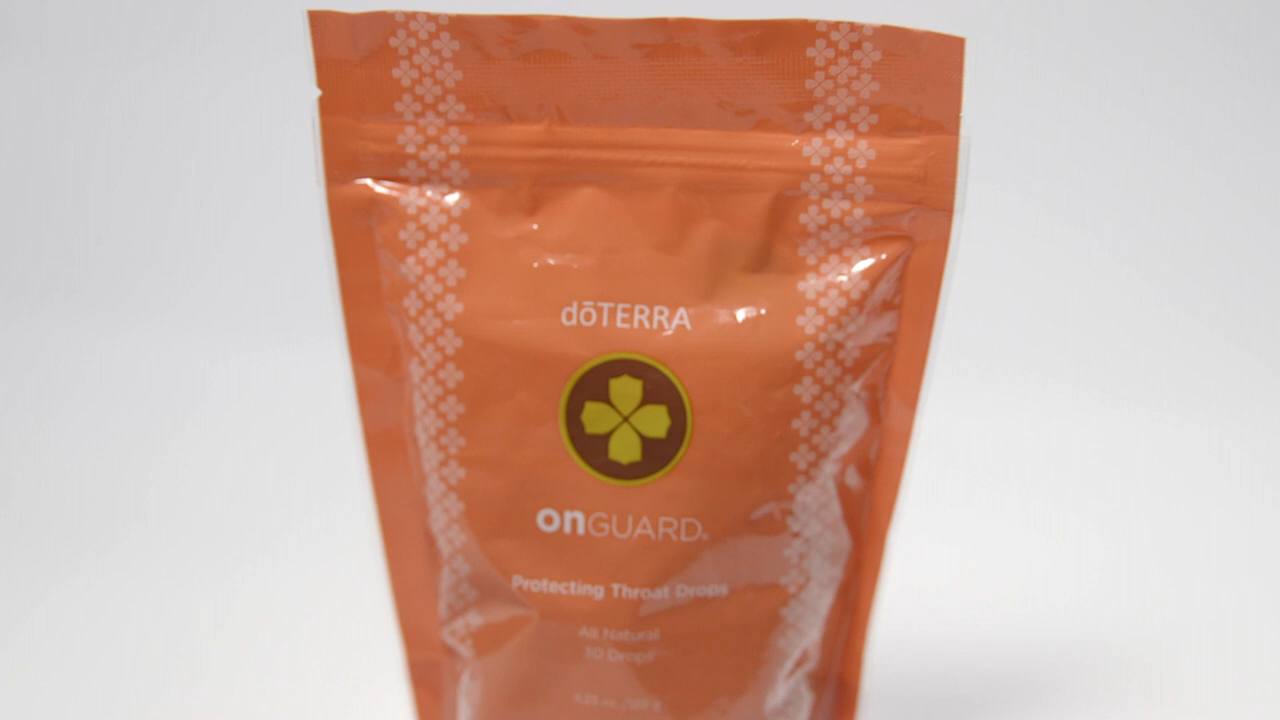 dōTERRA
onGUARD®
Protecting Throat Drops
All Natural
30 Drops